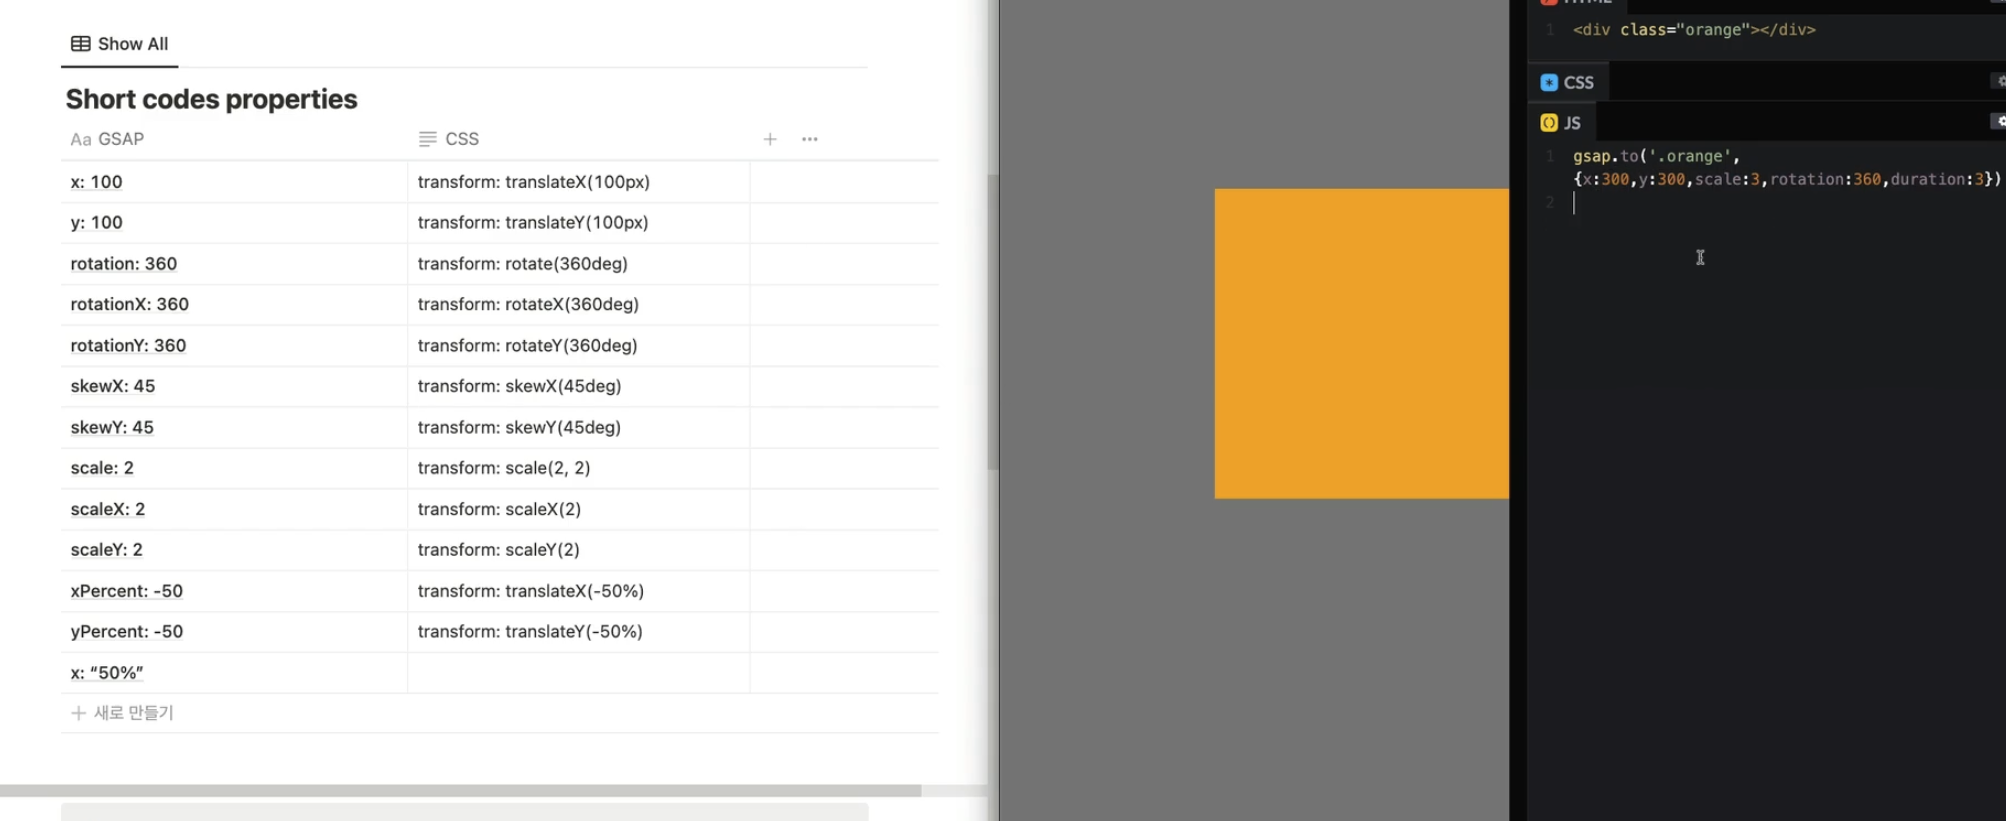 Show All
Short codes properties
Aa GSAP CSS
x: 100 transform: translateX(100px)
y: 100 transform: translateY(100px)
rotation: 360 transform: rotate(360deg)
rotationX: 360 transform: rotateX(360deg)
rotationY: 360 transform: rotateY(360deg)
skewX: 45 transform: skewX(45deg)
skewY: 45 transform: skewY(45deg)
scale: 2 transform: scale(2, 2)
scaleX: 2 transform: scaleX(2)
scaleY: 2 transform: scaleY(2)
xPercent: -50 transform: translateX(-50%)
yPercent: -50 transform: translateY(-50%)
x: “50%”
새로 만들기
HTML
1 <div class="orange"></div>
CSS
JS
1 gsap.to('.orange',
{x:300,y:300,scale:3,rotation:360,duration:3})
2